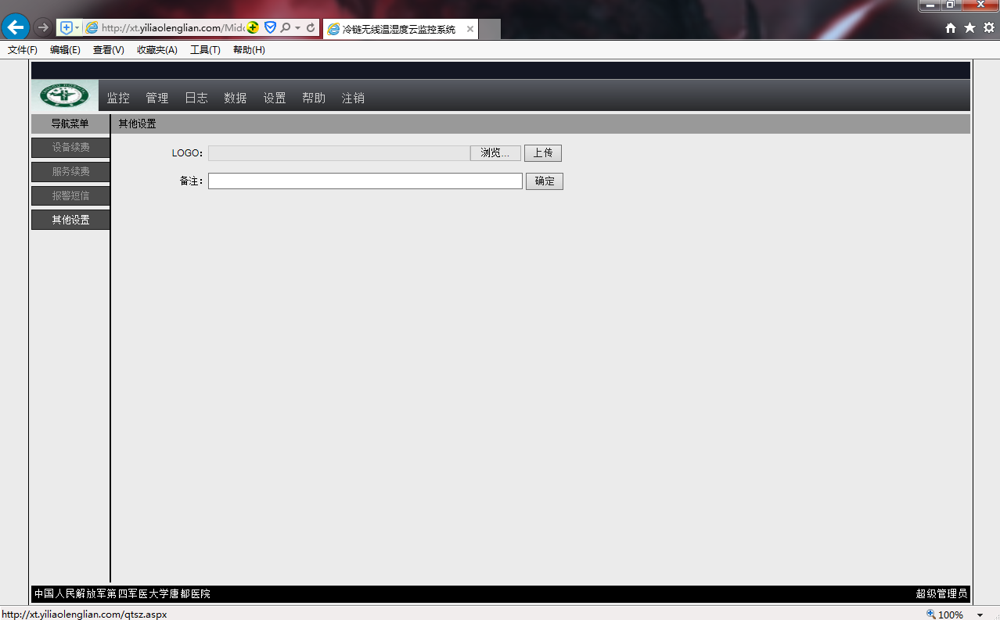 http://xt.yiliaolenglian.com/Mid
冷链无线温湿度云监控系统
文件(F) 编辑(E) 查看(V) 收藏夹(A) 工具(T) 帮助(H)
监控 管理 日志 数据 设置 帮助 注销
导航菜单
其他设置
设备续费
服务续费
报警短信
其他设置
LOGO: 浏览... 上传
备注: 确定
中国人民解放军第四军医大学唐都医院
超级管理员
http://xt.yiliaolenglian.com/qtsz.aspx
100%